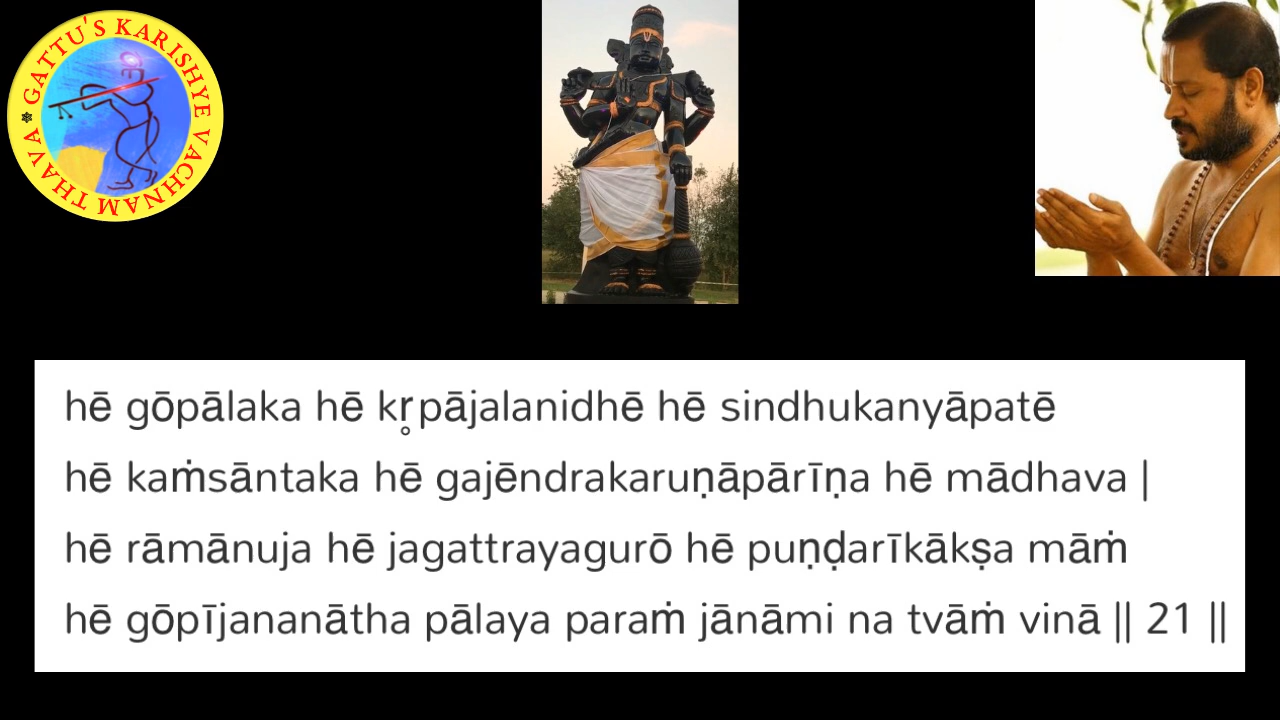 GATTU'S KARISHYE VACHNAM THAVA
hē gōpālaka hē kr̥pājalanidhē hē sindhukanyāpatē
hē kaṁsāntaka hē gajēndrakaruṇāpārīṇa hē mādhava |
hē rāmānuja hē jagattrayagurō hē puṇḍarīkākṣa māṁ
hē gōpījananātha pālaya paraṁ jānāmi na tvāṁ vinā || 21 ||